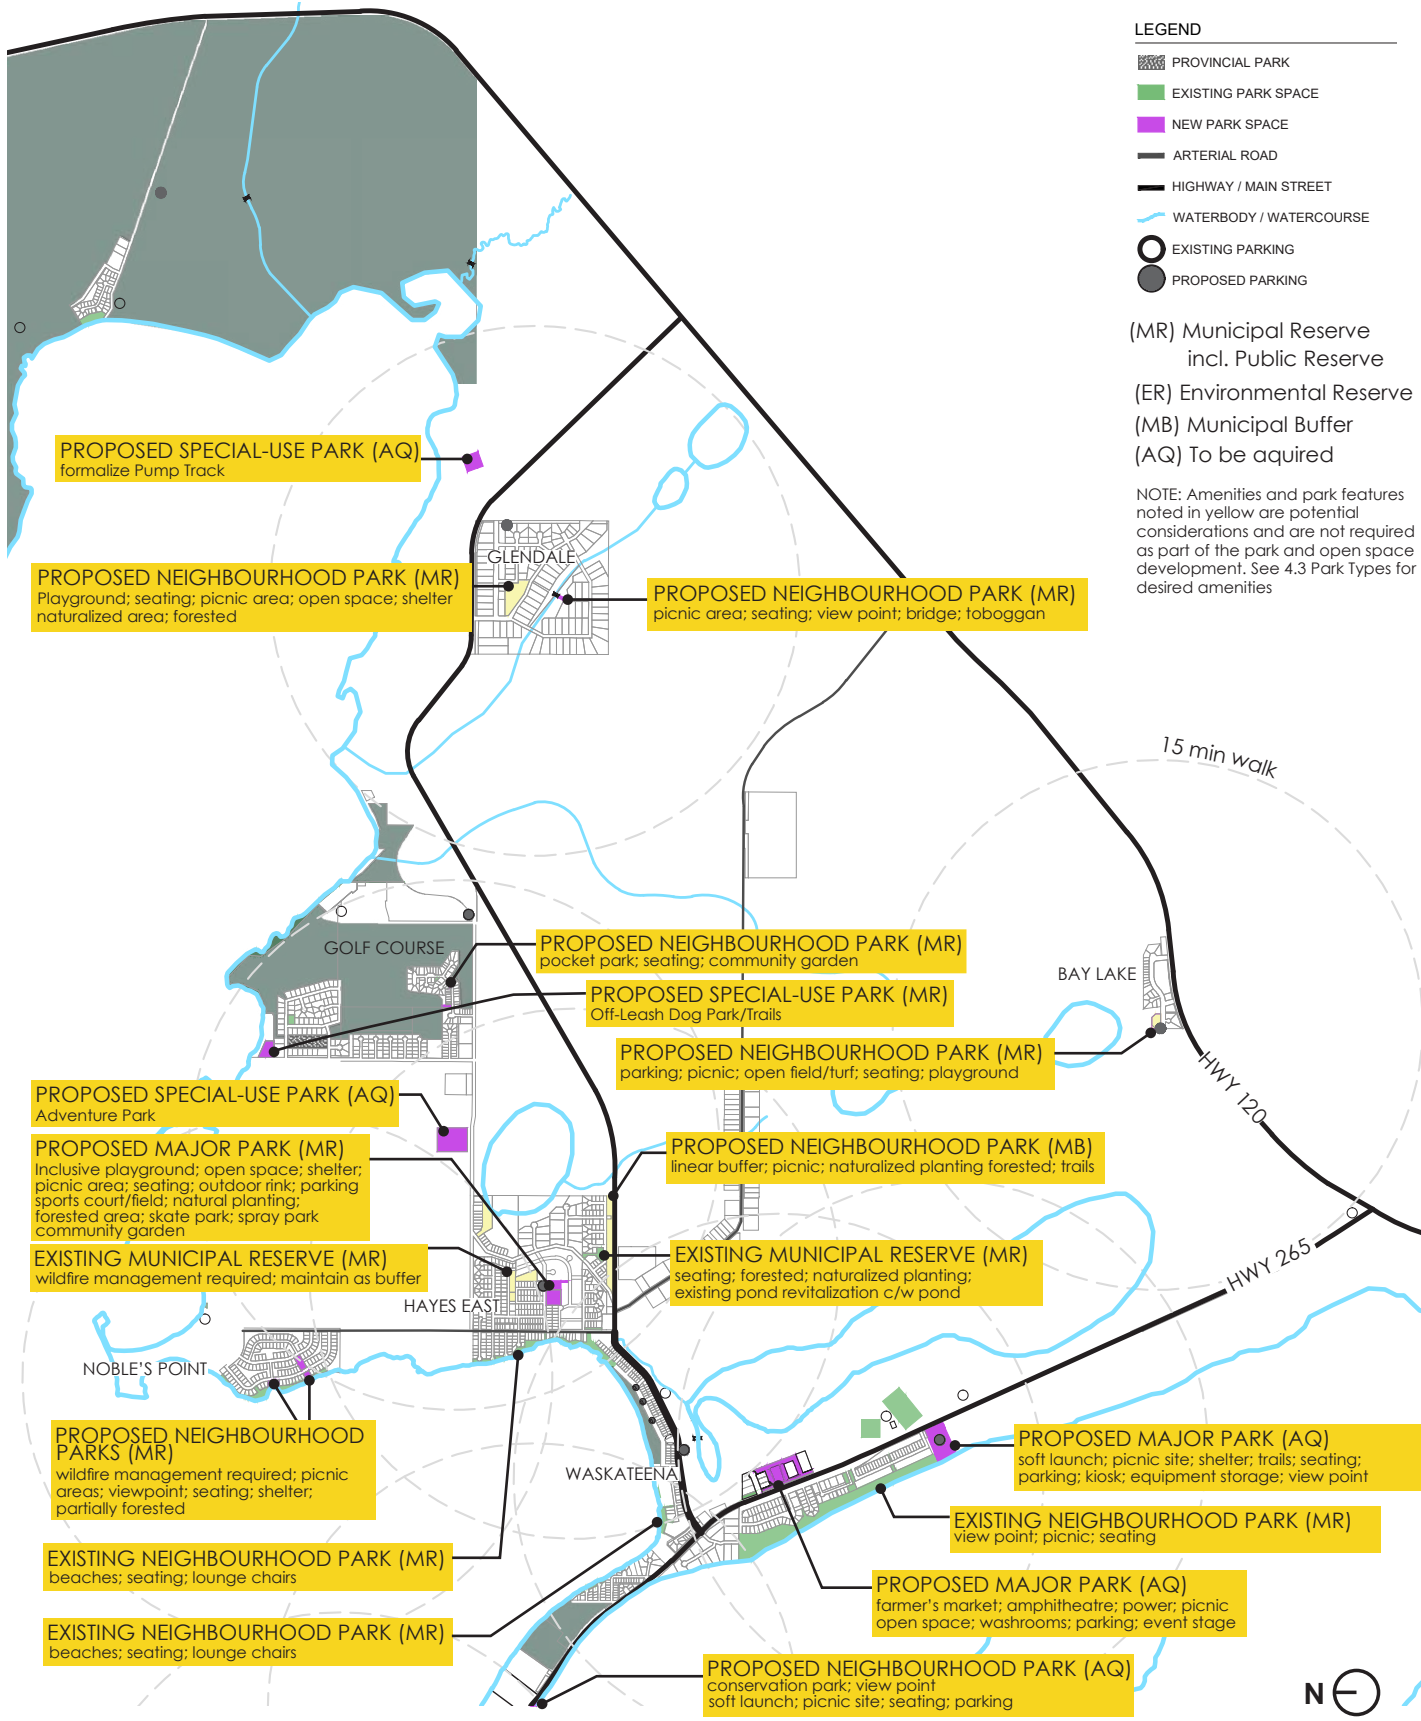 LEGEND
PROVINCIAL PARK
EXISTING PARK SPACE
NEW PARK SPACE
ARTERIAL ROAD
HIGHWAY / MAIN STREET
WATERBODY / WATERCOURSE
EXISTING PARKING
PROPOSED PARKING
(MR) Municipal Reserve
incl. Public Reserve
(ER) Environmental Reserve
(MB) Municipal Buffer
(AQ) To be aquired
NOTE: Amenities and park features
noted in yellow are potential
considerations and are not required
as part of the park and open space
development. See 4.3 Park Types for
desired amenities
PROPOSED SPECIAL-USE PARK (AQ)
formalize Pump Track
GLENDALE
PROPOSED NEIGHBOURHOOD PARK (MR)
Playground; seating; picnic area; open space; shelter
naturalized area; forested
PROPOSED NEIGHBOURHOOD PARK (MR)
picnic area; seating; view point; bridge; toboggan
15 min walk
GOLF COURSE
PROPOSED NEIGHBOURHOOD PARK (MR)
pocket park; seating; community garden
BAY LAKE
PROPOSED SPECIAL-USE PARK (MR)
Off-Leash Dog Park/Trails
PROPOSED NEIGHBOURHOOD PARK (MR)
parking; picnic; open field/turf; seating; playground
HWY 120
PROPOSED SPECIAL-USE PARK (AQ)
Adventure Park
PROPOSED MAJOR PARK (MR)
Inclusive playground; open space; shelter;
picnic area; seating; outdoor rink; parking
sports court/field; natural planting;
forested area; skate park; spray park
community garden
PROPOSED NEIGHBOURHOOD PARK (MB)
linear buffer; picnic; naturalized planting forested; trails
EXISTING MUNICIPAL RESERVE (MR)
wildfire management required; maintain as buffer
EXISTING MUNICIPAL RESERVE (MR)
seating; forested; naturalized planting;
existing pond revitalization c/w pond
HWY 265
HAYES EAST
NOBLE'S POINT
PROPOSED NEIGHBOURHOOD
PARKS (MR)
wildfire management required; picnic
areas; viewpoint; seating; shelter;
partially forested
WASKATEENA
PROPOSED MAJOR PARK (AQ)
soft launch; picnic site; shelter; trails; seating;
parking; kiosk; equipment storage; view point
EXISTING NEIGHBOURHOOD PARK (MR)
view point; picnic; seating
EXISTING NEIGHBOURHOOD PARK (MR)
beaches; seating; lounge chairs
PROPOSED MAJOR PARK (AQ)
farmer's market; amphitheatre; power; picnic
open space; washrooms; parking; event stage
EXISTING NEIGHBOURHOOD PARK (MR)
beaches; seating; lounge chairs
PROPOSED NEIGHBOURHOOD PARK (AQ)
conservation park; view point
soft launch; picnic site; seating; parking
N